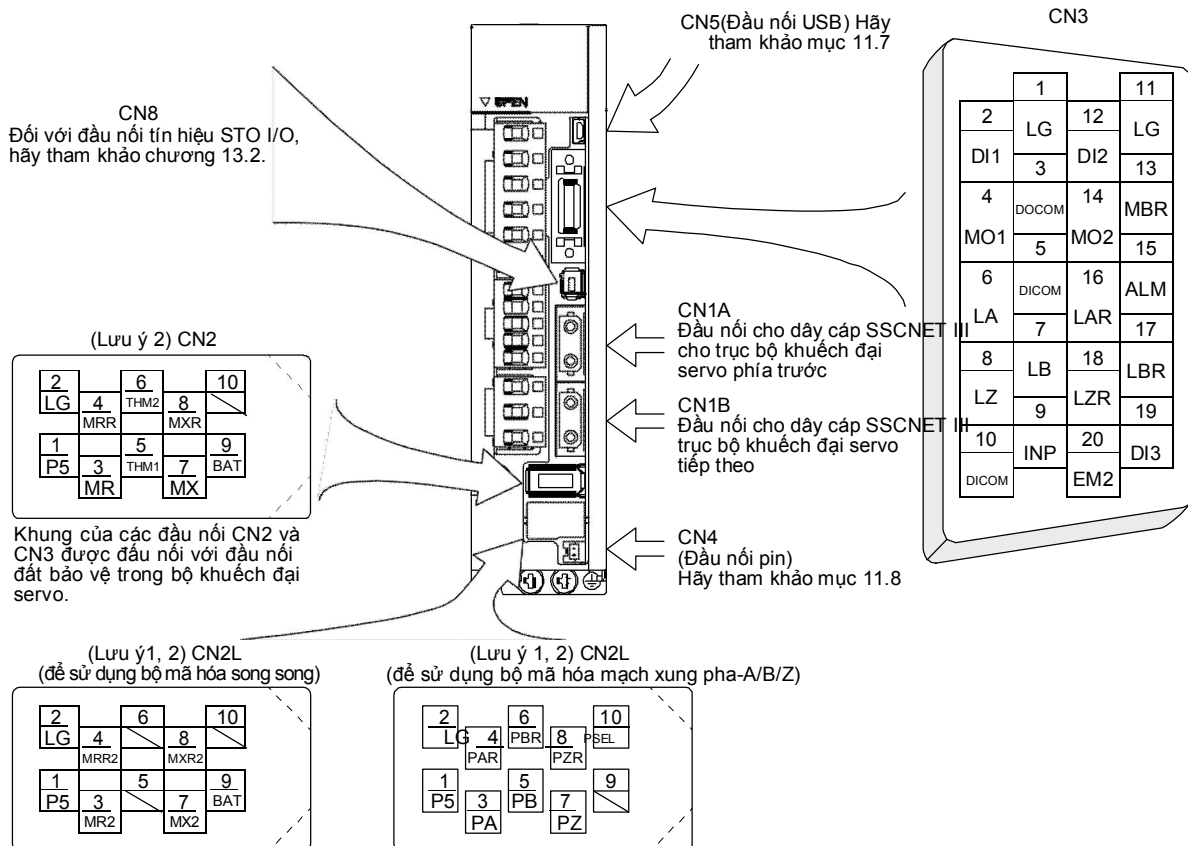 CN5(Đầu nối USB) Hãy
tham khảo mục 11.7
CN3
CN8
Đối với đầu nối tín hiệu STO I/O,
hãy tham khảo chương 13.2.
OPEN
1 11
2 12
LG LG
DI1 DI2
3 13
4 14
DOCOM MBR
MO1 MO2
5 15
6 16
DICOM ALM
LA LAR
7 17
8 18
LB LBR
LZ LZR
9 19
10 20
INP DI3
DICOM EM2
CN1A
Đầu nối cho dây cáp SSCNET III
cho trục bộ khuếch đại
servo phía trước
CN1B
Đầu nối cho dây cáp SSCNET III
trục bộ khuếch đại servo
tiếp theo
CN4
(Đầu nối pin)
Hãy tham khảo mục 11.8
(Lưu ý 2) CN2
2 6 10
LG 4 THM2 8
MRR MXR
1 5 9
P5 3 THM1 7 BAT
MR MX
Khung của các đầu nối CN2 và
CN3 được đấu nối với đầu nối
đất bảo vệ trong bộ khuếch đại
servo.
(Lưu ý1, 2) CN2L
(để sử dụng bộ mã hóa song song)
2 6 10
LG 4 8
MRR2 MXR2
1 5 9
P5 3 7 BAT
MR2 MX2
(Lưu ý 1, 2) CN2L
(để sử dụng bộ mã hóa mạch xung pha-A/B/Z)
2 6 10
LG 4 PBR 8 PSEL
PAR PZR
1 5 9
P5 3 PB 7
PA PZ